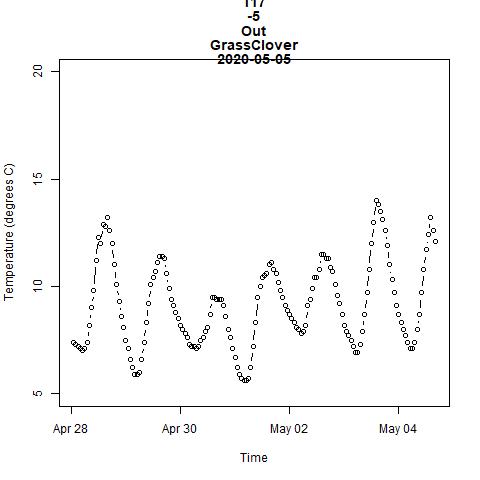 117
-5
Out
GrassClover
2020-05-05
Temperature (degrees C)
20
15
10
5
Apr 28
Apr 30
May 02
May 04
Time